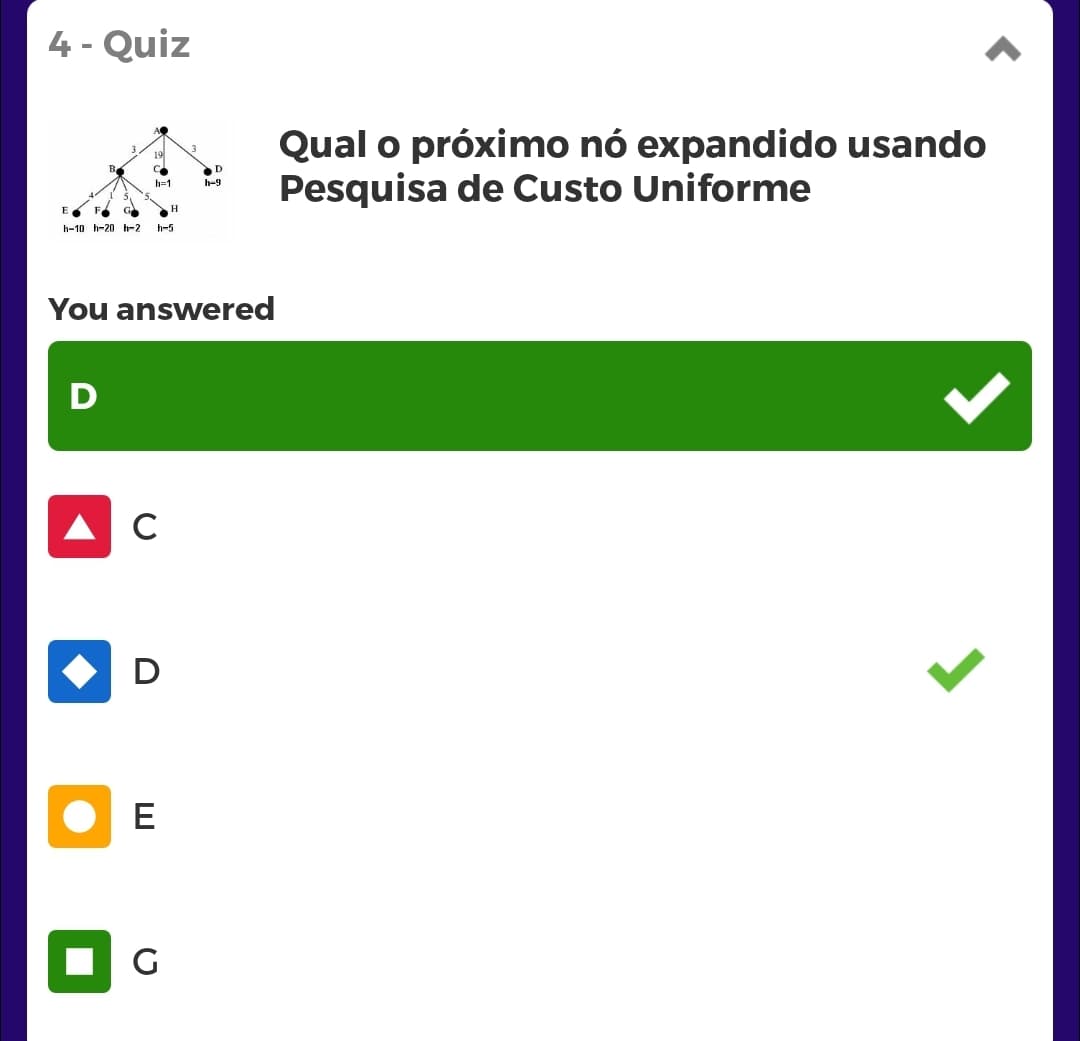 4 - Quiz
A
3
19
3
B
C
D
h=1
h=9
4
1
5
5
E
F
G
H
h=10 h=20 h=2 h=5
Qual o próximo nó expandido usando
Pesquisa de Custo Uniforme
You answered
D
C
D
E
G